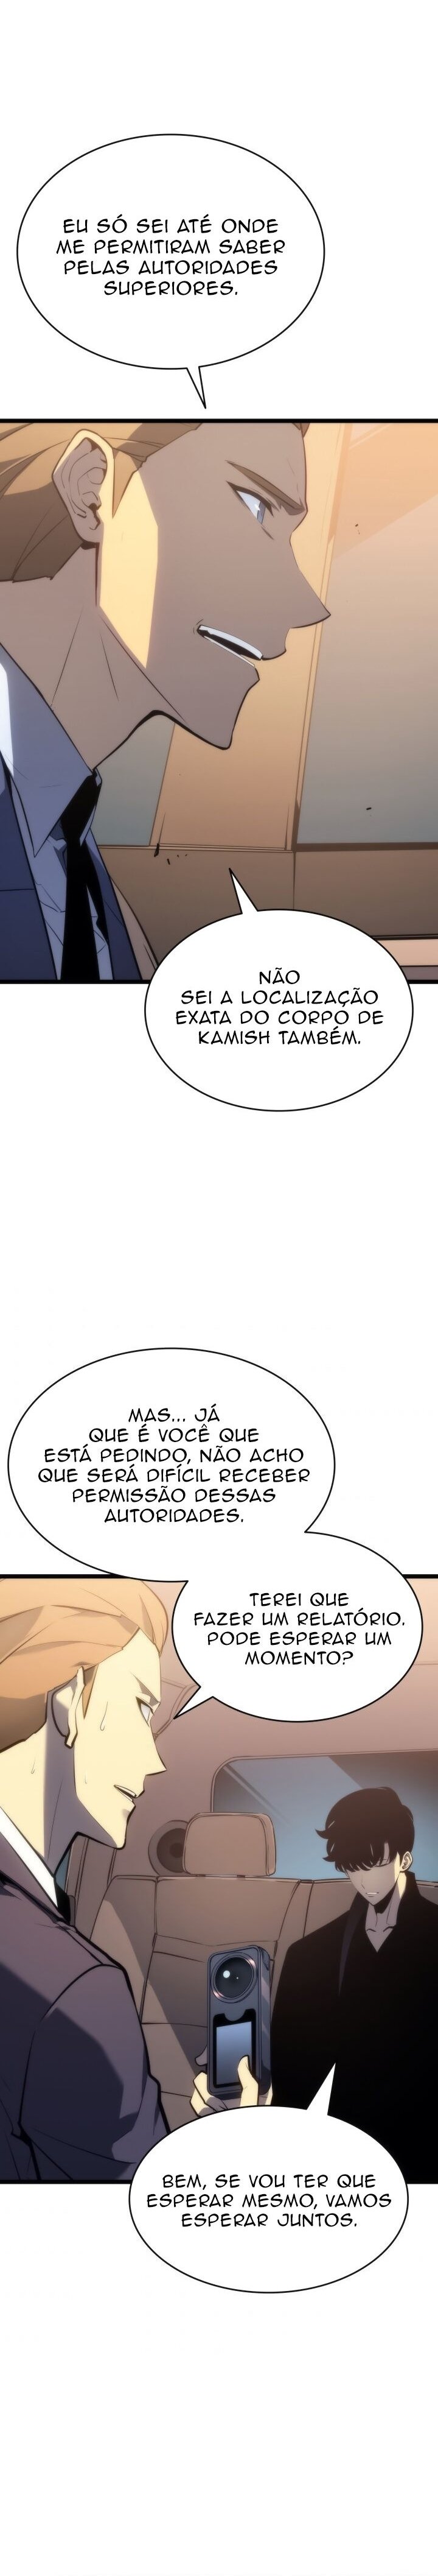 EU SÓ SEI ATÉ ONDE
ME PERMITIRAM SABER
PELAS AUTORIDADES
SUPERIORES.
NÃO
SEI A LOCALIZAÇÃO
EXATA DO CORPO DE
KAMISH TAMBÉM.
MAS... JÁ
QUE É VOCÊ QUE
ESTÁ PEDINDO, NÃO ACHO
QUE SERÁ DIFÍCIL RECEBER
PERMISSÃO DESSAS
AUTORIDADES.
TEREI QUE
FAZER UM RELATÓRIO.
PODE ESPERAR UM
MOMENTO?
BEM, SE VOU TER QUE
ESPERAR MESMO, VAMOS
ESPERAR JUNTOS.